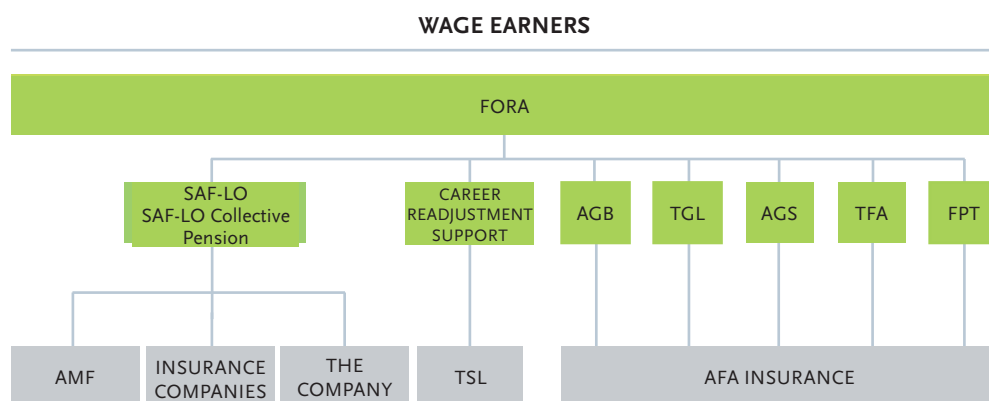 WAGE EARNERS
FORA
SAF-LO
SAF-LO Collective
Pension
CAREER
READJUSTMENT
SUPPORT
AGB
TGL
AGS
TFA
FPT
AMF
INSURANCE
COMPANIES
THE
COMPANY
TSL
AFA INSURANCE